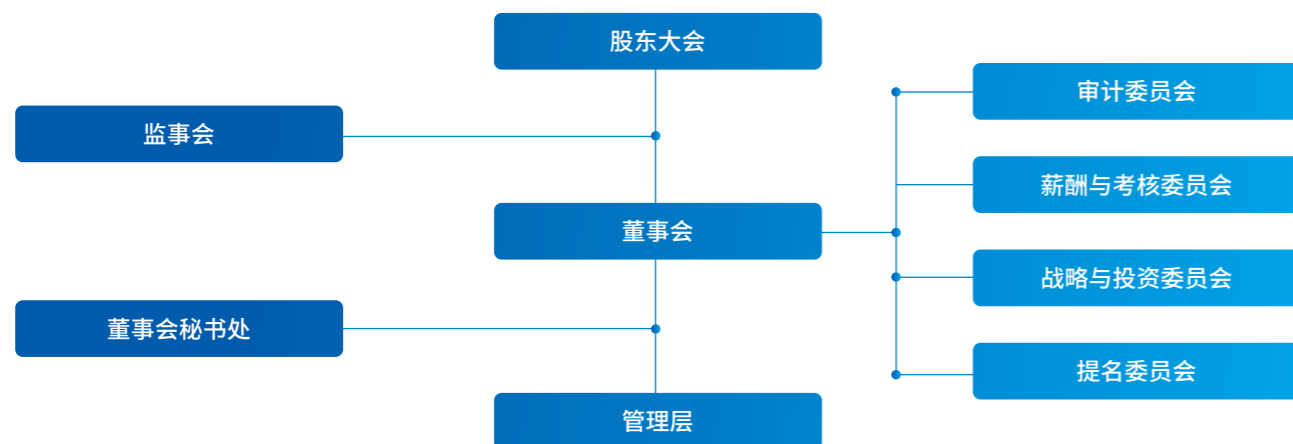 股东大会
监事会
董事会
董事会秘书处
管理层
审计委员会
薪酬与考核委员会
战略与投资委员会
提名委员会